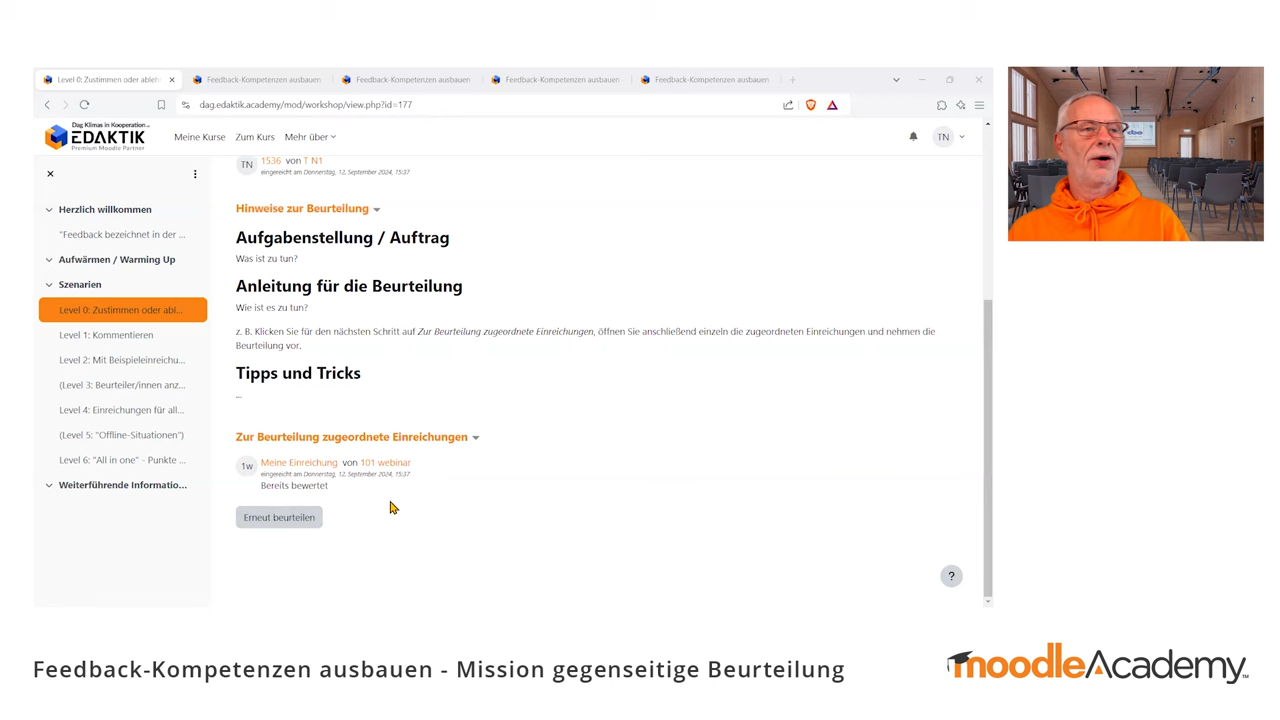 Level 0: Zustimmen oder ableh
Feedback-Kompetenzen ausbauen
Feedback-Kompetenzen ausbauen
Feedback-Kompetenzen ausbauen
Feedback-Kompetenzen ausbauen
dag.edaktik.academy/mod/workshop/view.php?id=177
Dag Klimas in Kooperation
EDAKTIK
Premium Moodle Partner
Meine Kurse Zum Kurs Mehr über
TN
TN
1536 von T N1
eingereicht am Donnerstag, 12. September 2024, 15:37
Herzlich willkommen
"Feedback bezeichnet in der ...
Aufwärmen / Warming Up
Szenarien
Level 0: Zustimmen oder abl...
Level 1: Kommentieren
Level 2: Mit Beispieleinreichu...
(Level 3: Beurteiler/innen anz...
Level 4: Einreichungen für all...
(Level 5: "Offline-Situationen")
Level 6: "All in one" - Punkte ...
Weiterführende Informatio...
Hinweise zur Beurteilung
Aufgabenstellung / Auftrag
Was ist zu tun?
Anleitung für die Beurteilung
Wie ist es zu tun?
z. B. Klicken Sie für den nächsten Schritt auf Zur Beurteilung zugeordnete Einreichungen, öffnen Sie anschließend einzeln die zugeordneten Einreichungen und nehmen die
Beurteilung vor.
Tipps und Tricks
...
Zur Beurteilung zugeordnete Einreichungen
1w
Meine Einreichung von 101 webinar
eingereicht am Donnerstag, 12. September 2024, 15:37
Bereits bewertet
Erneut beurteilen
?
Feedback-Kompetenzen ausbauen - Mission gegenseitige Beurteilung
moodleAcademy™